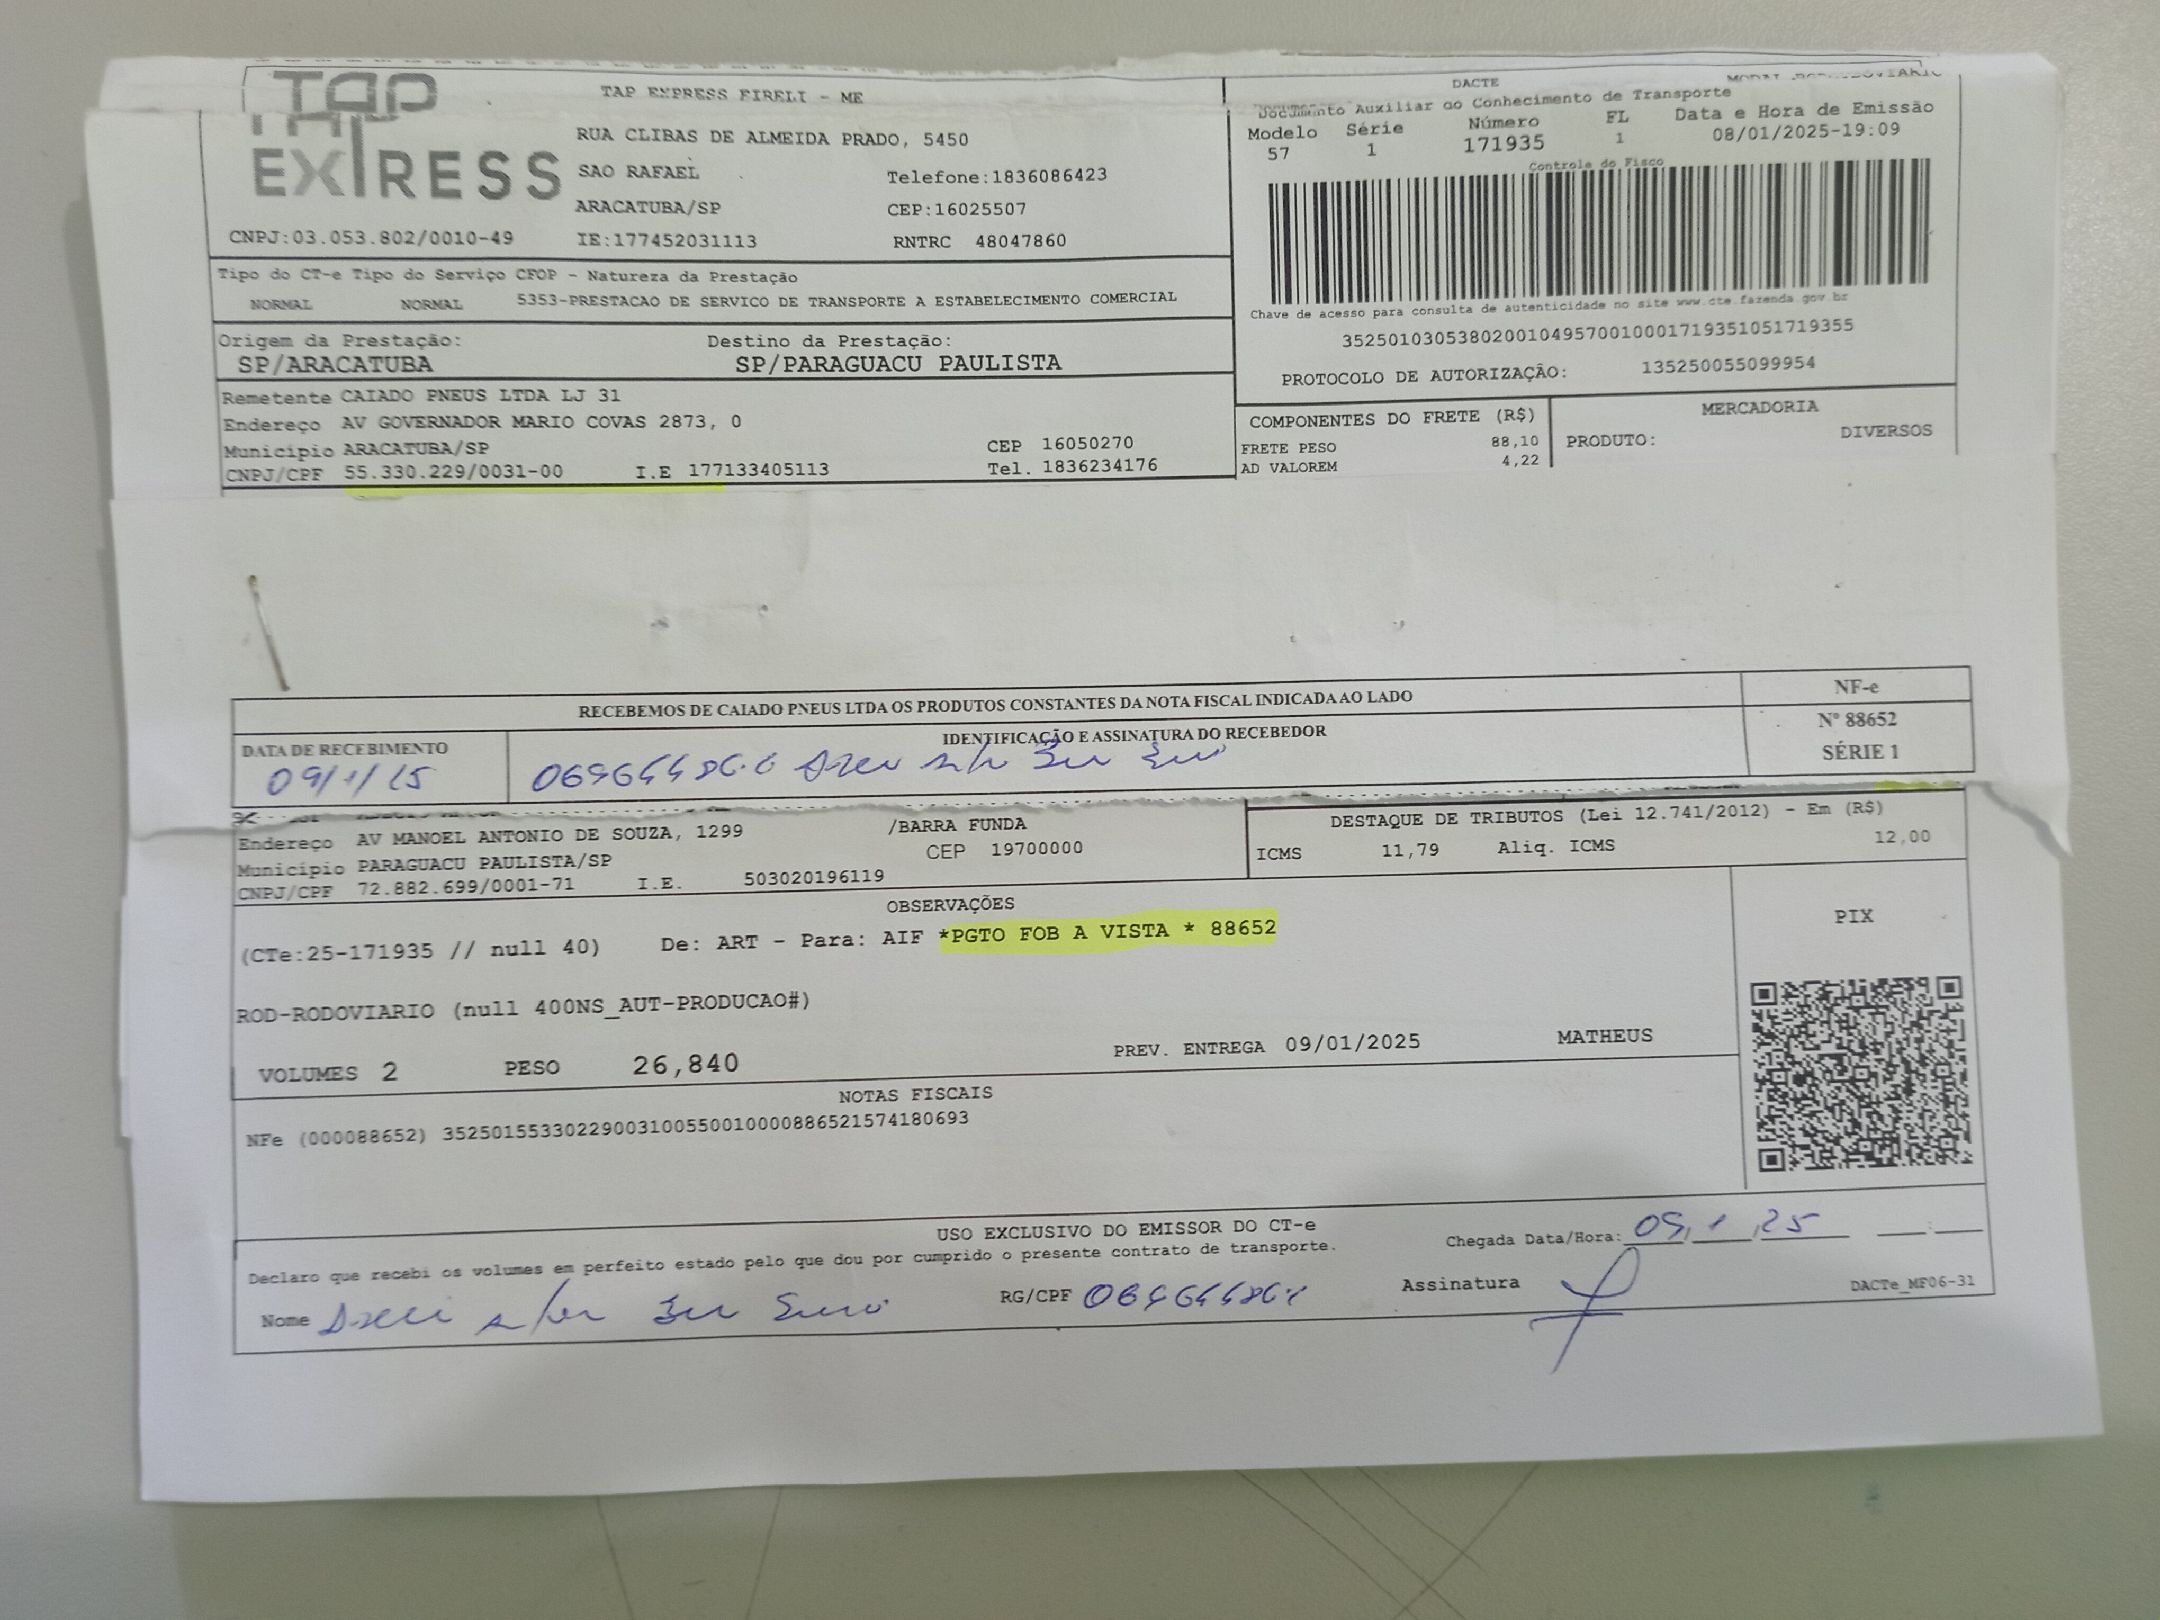 TAP
EXPRESS
TAP EXPRESS EIRELI - ME
RUA CLIBAS DE ALMEIDA PRADO, 5450
SAO RAFAEL Telefone:1836086423
ARACATUBA/SP CEP:16025507
CNPJ:03.053.802/0010-49 IE:177452031113 RNTRC 48047860
DACTE
Documento Auxiliar do Conhecimento de Transporte
Modelo Série Número FL Data e Hora de Emissão
57 1 171935 1 08/01/2025-19:09
Controle do Fisco
Chave de acesso para consulta de autenticidade no site www.cte.fazenda.gov.br
35250103053802001049570010001719351051719355
PROTOCOLO DE AUTORIZAÇÃO: 135250055099954
Tipo do CT-e Tipo do Serviço CFOP - Natureza da Prestação
NORMAL NORMAL 5353-PRESTACAO DE SERVICO DE TRANSPORTE A ESTABELECIMENTO COMERCIAL
Origem da Prestação: Destino da Prestação:
SP/ARACATUBA SP/PARAGUACU PAULISTA
Remetente CAIADO PNEUS LTDA LJ 31
Endereço AV GOVERNADOR MARIO COVAS 2873, 0
Município ARACATUBA/SP CEP 16050270
CNPJ/CPF 55.330.229/0031-00 I.E 177133405113 Tel. 1836234176
COMPONENTES DO FRETE (R$)
FRETE PESO 88,10
AD VALOREM 4,22
MERCADORIA
PRODUTO: DIVERSOS
RECEBEMOS DE CAIADO PNEUS LTDA OS PRODUTOS CONSTANTES DA NOTA FISCAL INDICADA AO LADO
NF-e
Nº 88652
SÉRIE 1
DATA DE RECEBIMENTO
09/1/25
IDENTIFICAÇÃO E ASSINATURA DO RECEBEDOR
Endereço AV MANOEL ANTONIO DE SOUZA, 1299 /BARRA FUNDA
Município PARAGUACU PAULISTA/SP CEP 19700000
CNPJ/CPF 72.882.699/0001-71 I.E. 503020196119
DESTAQUE DE TRIBUTOS (Lei 12.741/2012) - Em (R$)
ICMS 11,79 Aliq. ICMS 12,00
OBSERVAÇÕES
(CTe:25-171935 // null 40) De: ART - Para: AIF *PGTO FOB A VISTA * 88652
ROD-RODOVIARIO (null 400NS_AUT-PRODUCAO#)
VOLUMES 2 PESO 26,840 PREV. ENTREGA 09/01/2025 MATHEUS
PIX
NOTAS FISCAIS
NFe (000088652) 35250155330229003100550010000886521574180693
USO EXCLUSIVO DO EMISSOR DO CT-e
Declaro que recebi os volumes em perfeito estado pelo que dou por cumprido o presente contrato de transporte.
Chegada Data/Hora: 09,1,25
Nome
RG/CPF
Assinatura
DACTe_MF06-31